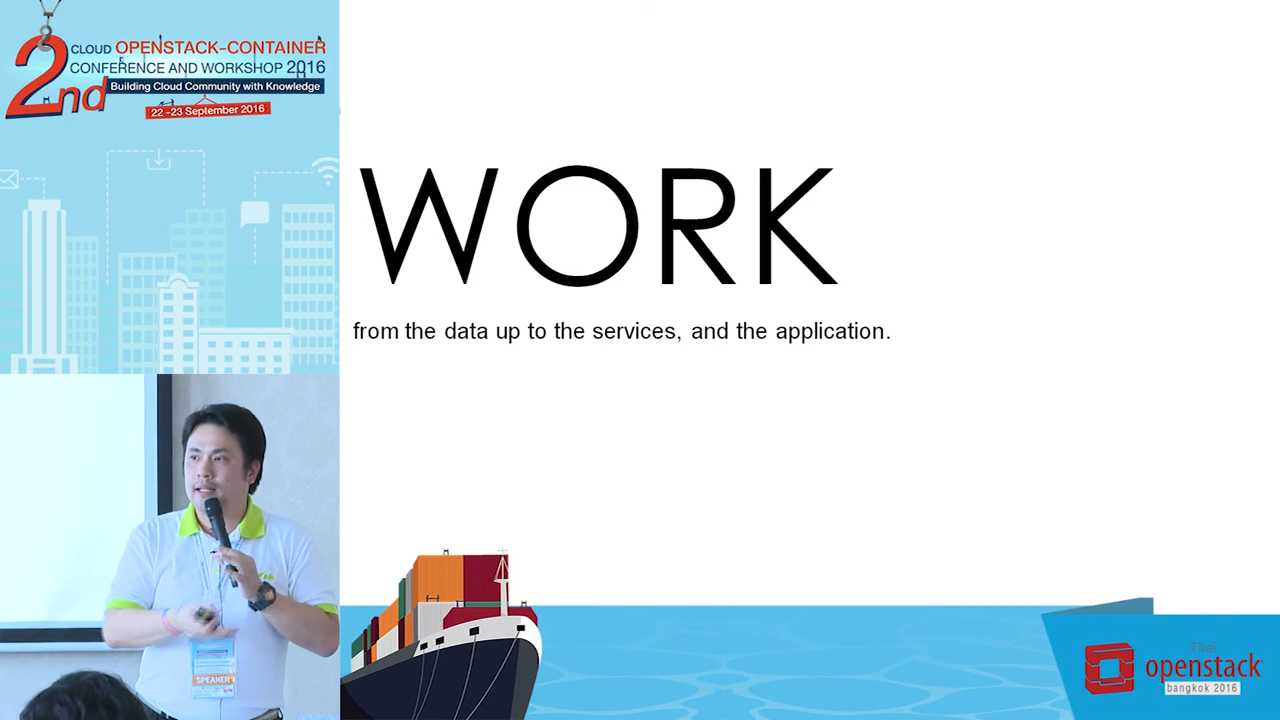 2nd
CLOUD OPENSTACK-CONTAINER
CONFERENCE AND WORKSHOP 2016
Building Cloud Community with Knowledge
22 -23 September 2016
WORK
from the data up to the services, and the application.
SPEAKER
Thai
openstack
bangkok 2016